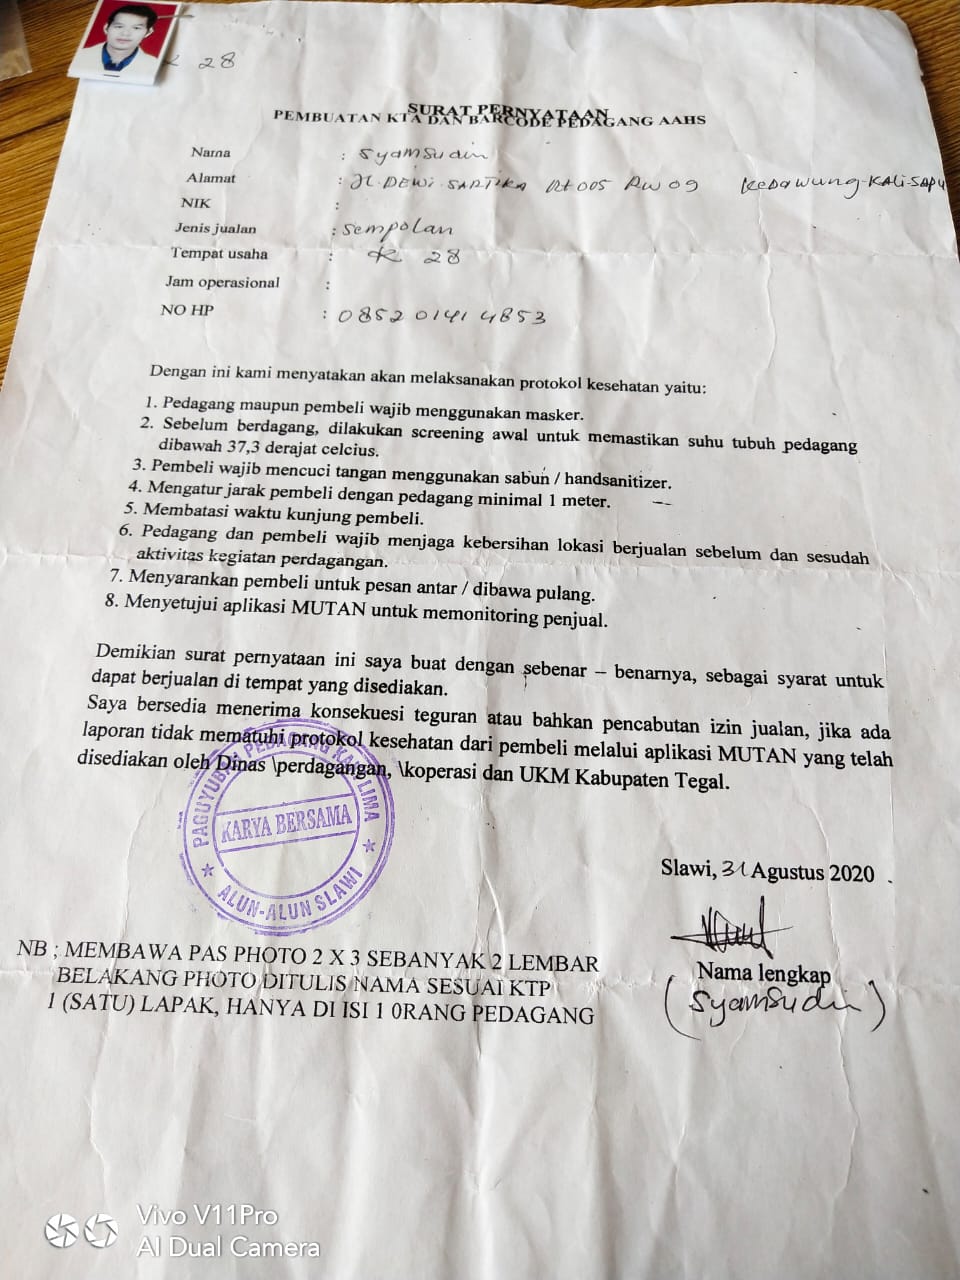 K 28
SURAT PERNYATAAN
PEMBUATAN KTA DAN BARCODE PEDAGANG AAHS
Nama : Syamsudin
Alamat : JL. DEWI SARTIKA Rt 005 RW 09 Kedawung-KALI-SAPU
NIK :
Jenis jualan : Sempolan
Tempat usaha : K 28
Jam operasional :
NO HP : 085201414853
Dengan ini kami menyatakan akan melaksanakan protokol kesehatan yaitu:
1. Pedagang maupun pembeli wajib menggunakan masker.
2. Sebelum berdagang, dilakukan screening awal untuk memastikan suhu tubuh pedagang
dibawah 37,3 derajat celcius.
3. Pembeli wajib mencuci tangan menggunakan sabun / handsanitizer.
4. Mengatur jarak pembeli dengan pedagang minimal 1 meter.
5. Membatasi waktu kunjung pembeli.
6. Pedagang dan pembeli wajib menjaga kebersihan lokasi berjualan sebelum dan sesudah
aktivitas kegiatan perdagangan.
7. Menyarankan pembeli untuk pesan antar / dibawa pulang.
8. Menyetujui aplikasi MUTAN untuk memonitoring penjual.
Demikian surat pernyataan ini saya buat dengan sebenar – benarnya, sebagai syarat untuk
dapat berjualan di tempat yang disediakan.
Saya bersedia menerima konsekuesi teguran atau bahkan pencabutan izin jualan, jika ada
laporan tidak mematuhi protokol kesehatan dari pembeli melalui aplikasi MUTAN yang telah
disediakan oleh Dinas \perdagangan, \koperasi dan UKM Kabupaten Tegal.
PAGUYUBAN PEDAGANG KAKI LIMA
KARYA BERSAMA
ALUN-ALUN SLAWI
Slawi, 31 Agustus 2020 .
Nama lengkap
(Syamsudin)
NB ; MEMBAWA PAS PHOTO 2 X 3 SEBANYAK 2 LEMBAR
BELAKANG PHOTO DITULIS NAMA SESUAI KTP
1 (SATU) LAPAK, HANYA DI ISI 1 0RANG PEDAGANG
Vivo V11Pro
AI Dual Camera